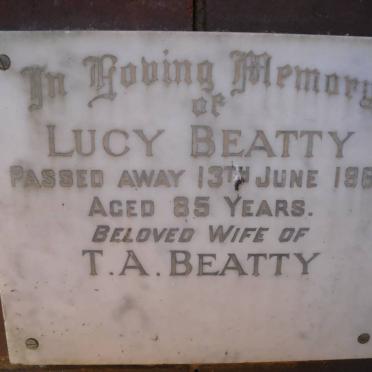 In Loving Memory
of
LUCY BEATTY
PASSED AWAY 13TH JUNE
AGED 85 YEARS.
BELOVED WIFE OF
T.A. BEATTY